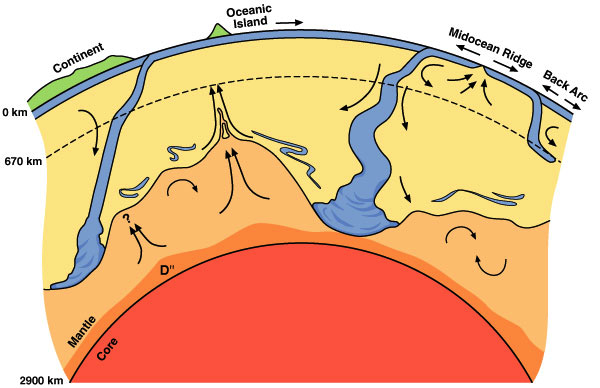 Oceanic
Island
Continent
Midocean Ridge
Back Arc
0 km
670 km
?
D"
Mantle
Core
2900 km